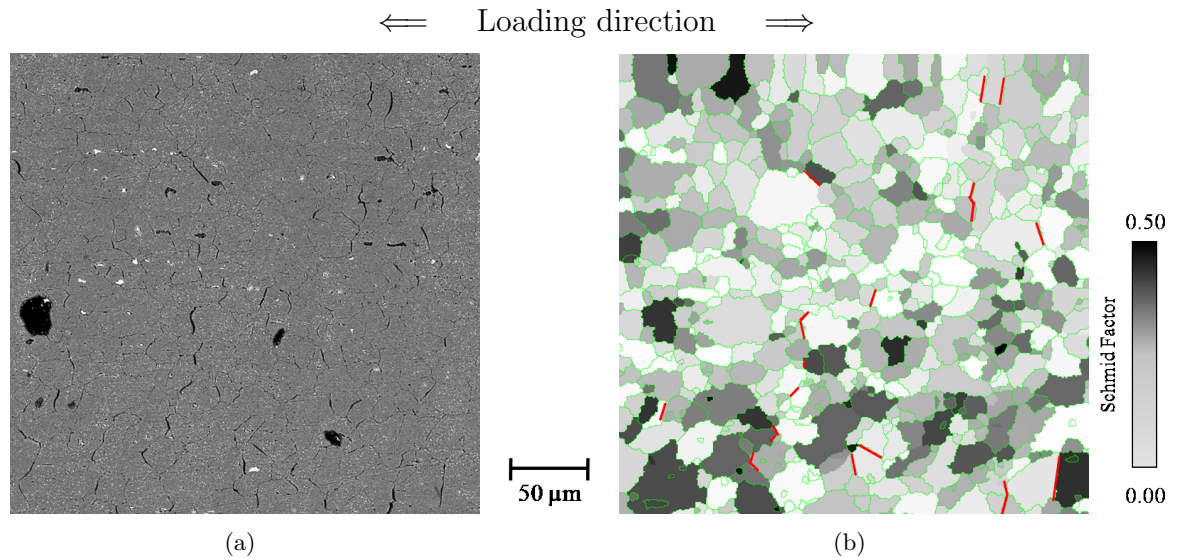 ⟸ Loading direction ⟹
0.50
Schmid Factor
50 µm
0.00
(a)
(b)